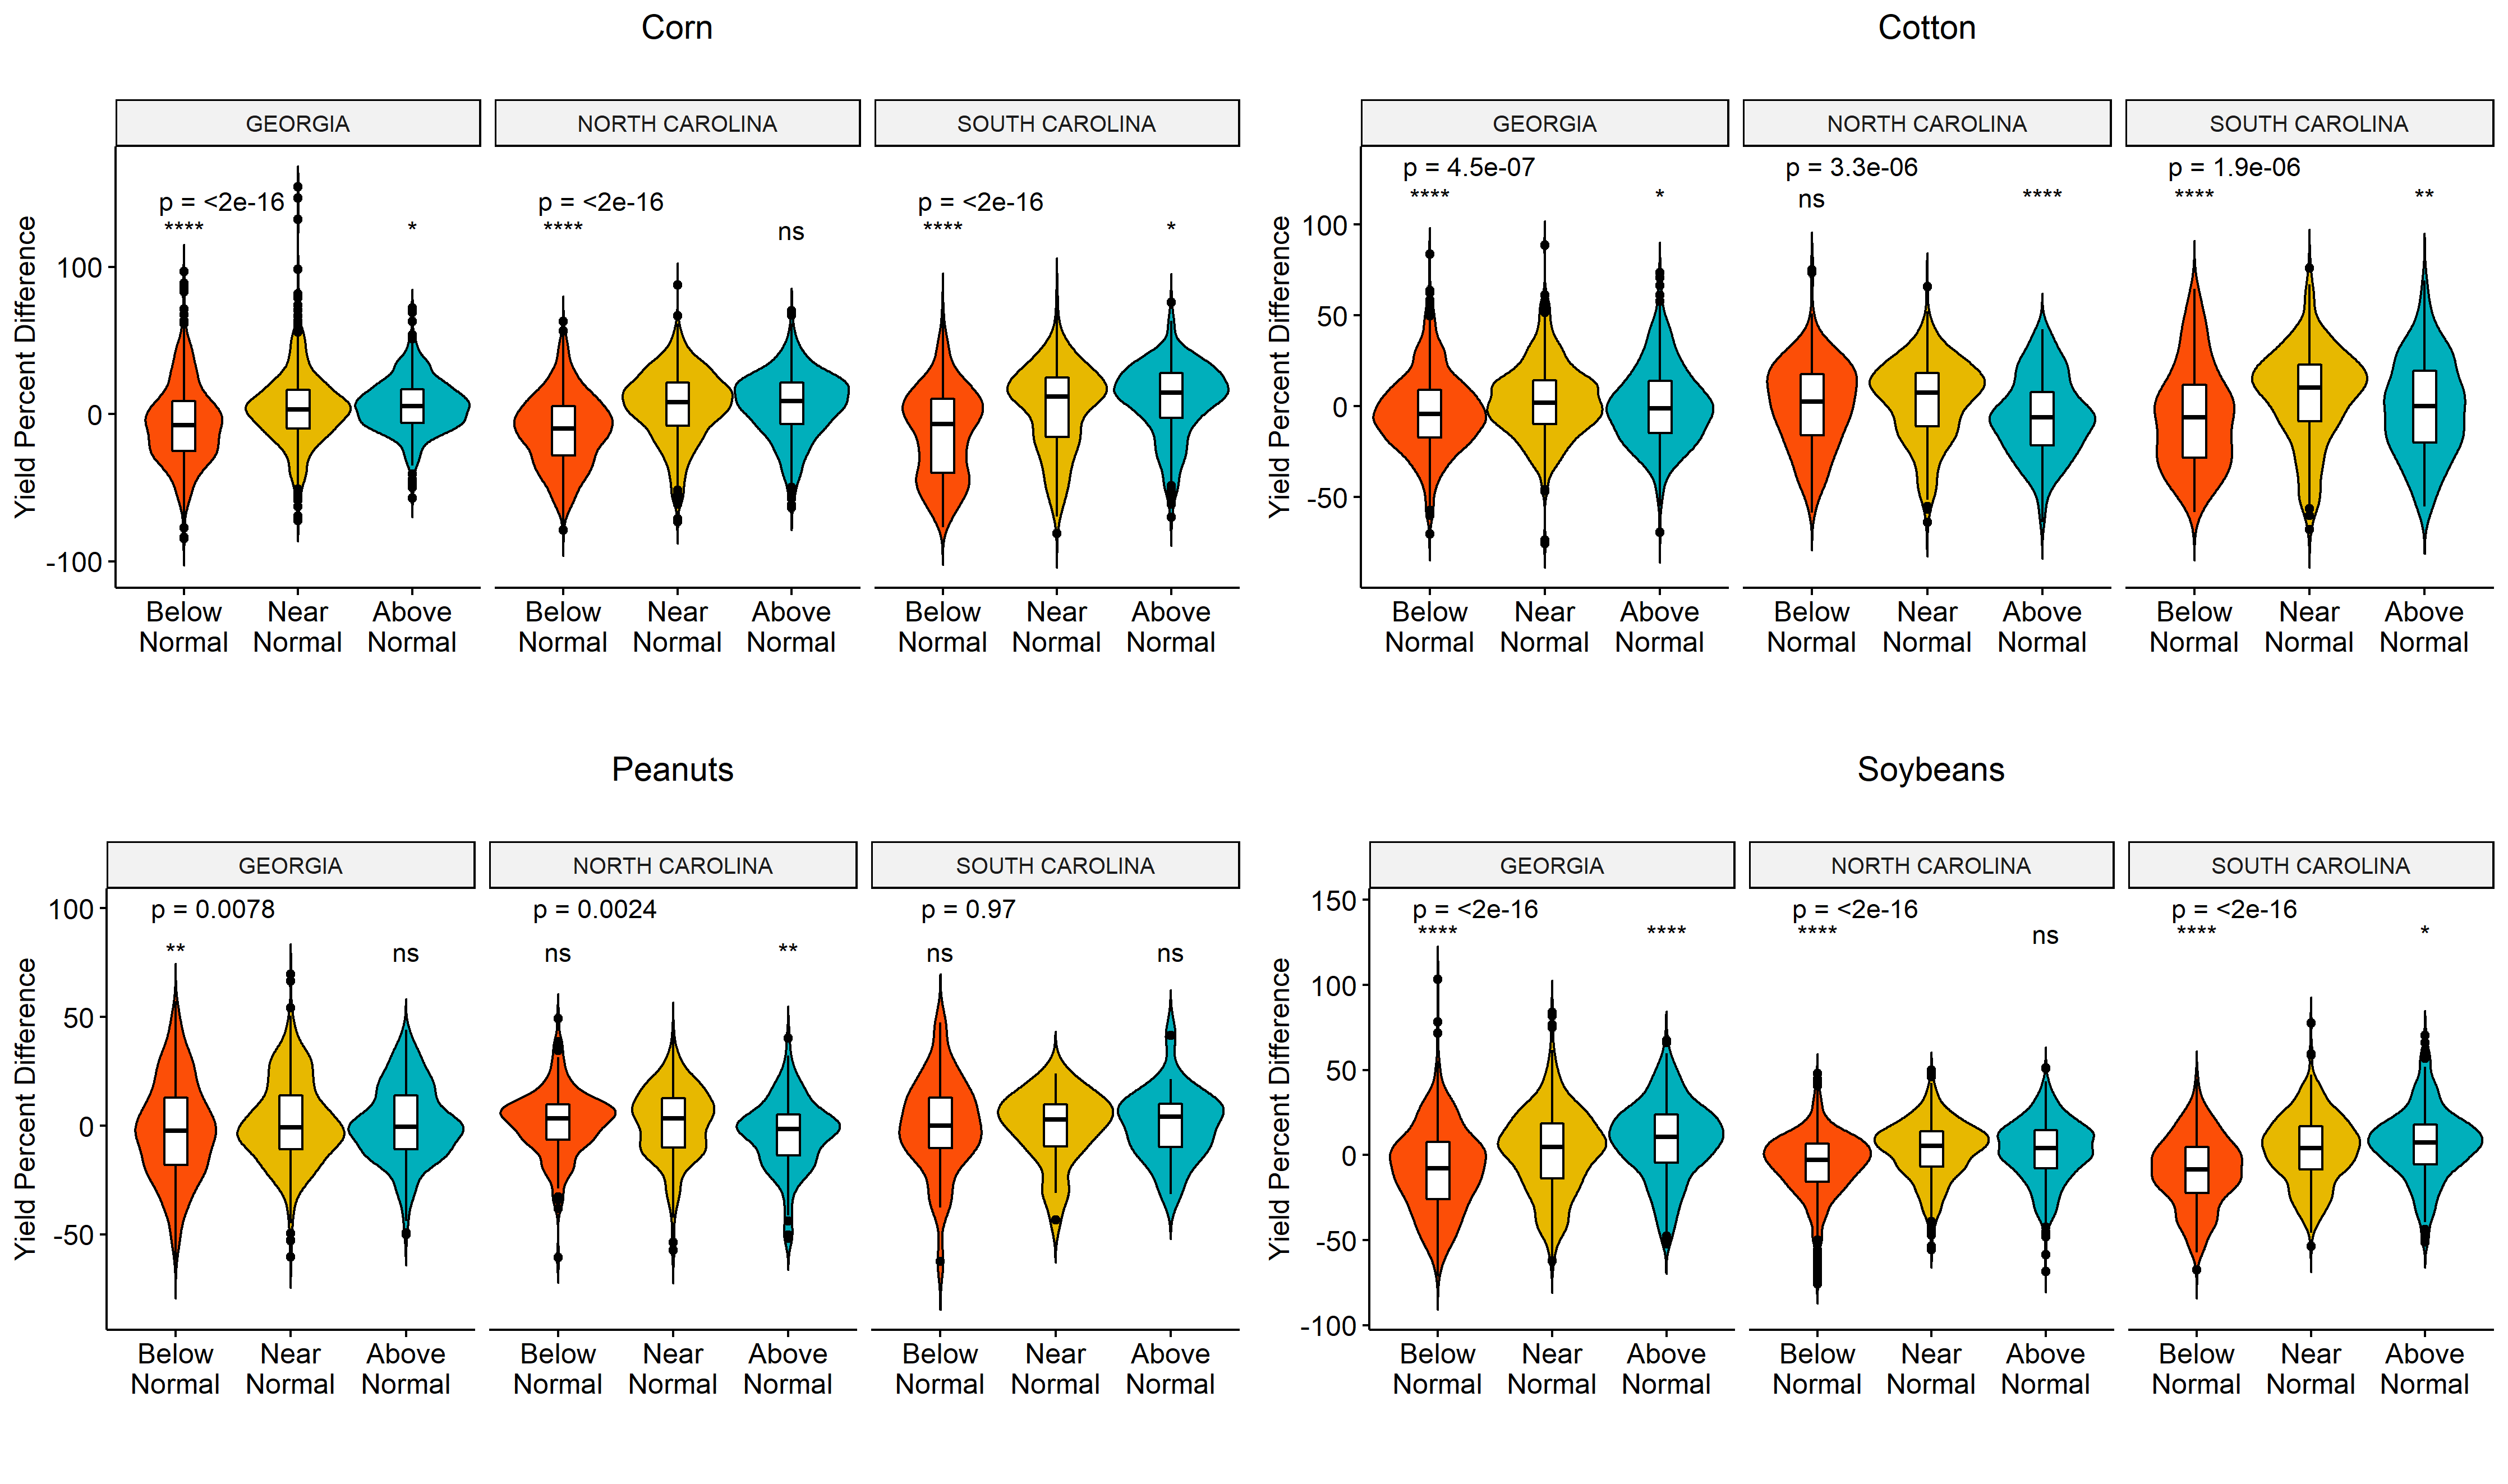 Corn
GEORGIA
NORTH CAROLINA
SOUTH CAROLINA
p = <2e-16
p = <2e-16
p = <2e-16
****
*
****
ns
****
*
Yield Percent Difference
100
0
-100
Below Normal
Near Normal
Above Normal
Below Normal
Near Normal
Above Normal
Below Normal
Near Normal
Above Normal
Cotton
GEORGIA
NORTH CAROLINA
SOUTH CAROLINA
p = 4.5e-07
p = 3.3e-06
p = 1.9e-06
****
*
ns
****
****
**
Yield Percent Difference
100
50
0
-50
Below Normal
Near Normal
Above Normal
Below Normal
Near Normal
Above Normal
Below Normal
Near Normal
Above Normal
Peanuts
GEORGIA
NORTH CAROLINA
SOUTH CAROLINA
p = 0.0078
p = 0.0024
p = 0.97
**
ns
ns
**
ns
ns
Yield Percent Difference
100
50
0
-50
Below Normal
Near Normal
Above Normal
Below Normal
Near Normal
Above Normal
Below Normal
Near Normal
Above Normal
Soybeans
GEORGIA
NORTH CAROLINA
SOUTH CAROLINA
p = <2e-16
p = <2e-16
p = <2e-16
****
****
****
ns
****
*
Yield Percent Difference
150
100
50
0
-50
-100
Below Normal
Near Normal
Above Normal
Below Normal
Near Normal
Above Normal
Below Normal
Near Normal
Above Normal